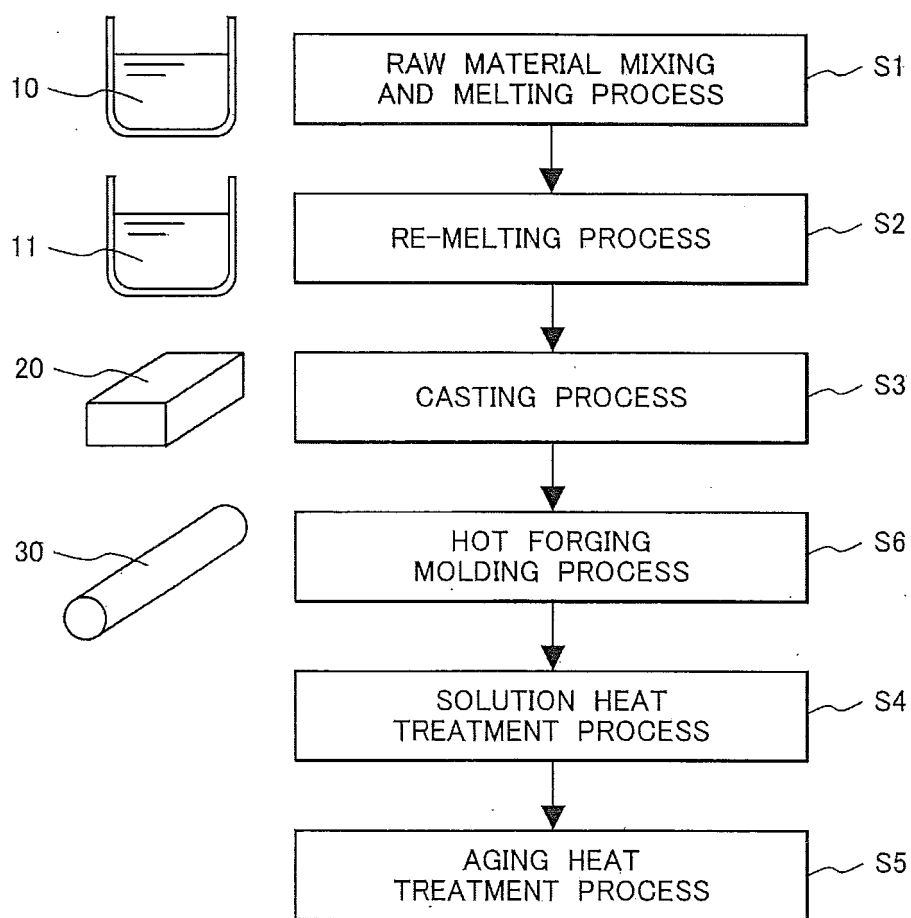 10
RAW MATERIAL MIXING
AND MELTING PROCESS
S1
11
RE-MELTING PROCESS
S2
20
CASTING PROCESS
S3
30
HOT FORGING
MOLDING PROCESS
S6
SOLUTION HEAT
TREATMENT PROCESS
S4
AGING HEAT
TREATMENT PROCESS
S5